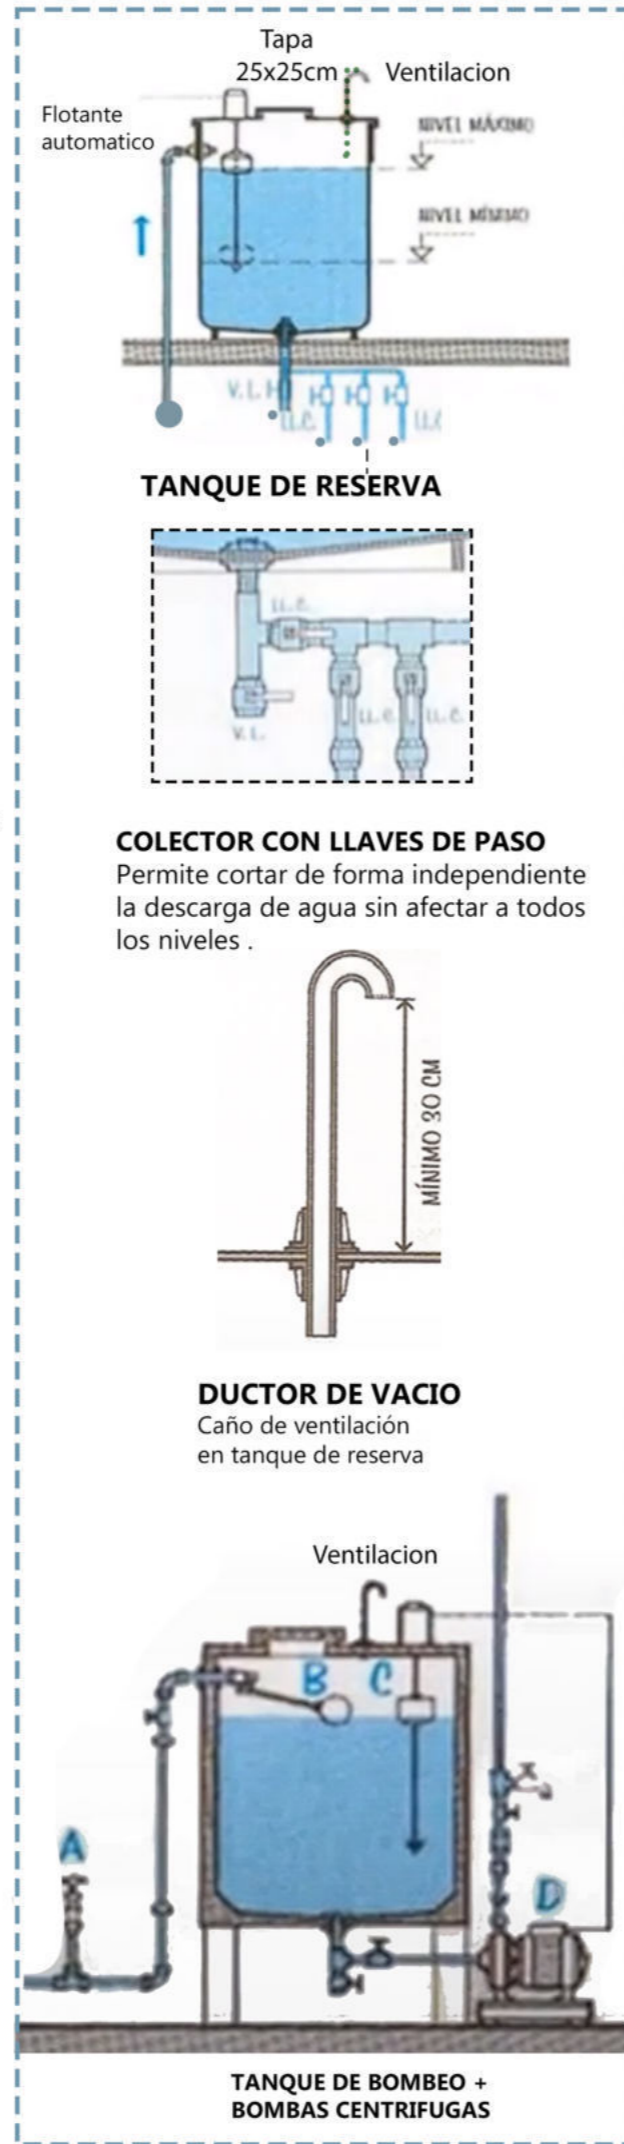 Tapa
25x25cm
Ventilacion
Flotante
automatico
NIVEL MÁXIMO
NIVEL MÍNIMO
V.L.
LL.C.
LL.C
TANQUE DE RESERVA
LL.C.
LL.C.
LL.C.
V.L.
COLECTOR CON LLAVES DE PASO
Permite cortar de forma independiente
la descarga de agua sin afectar a todos
los niveles .
MÍNIMO 30 CM
DUCTOR DE VACIO
Caño de ventilación
en tanque de reserva
Ventilacion
B
C
A
D
TANQUE DE BOMBEO +
BOMBAS CENTRIFUGAS